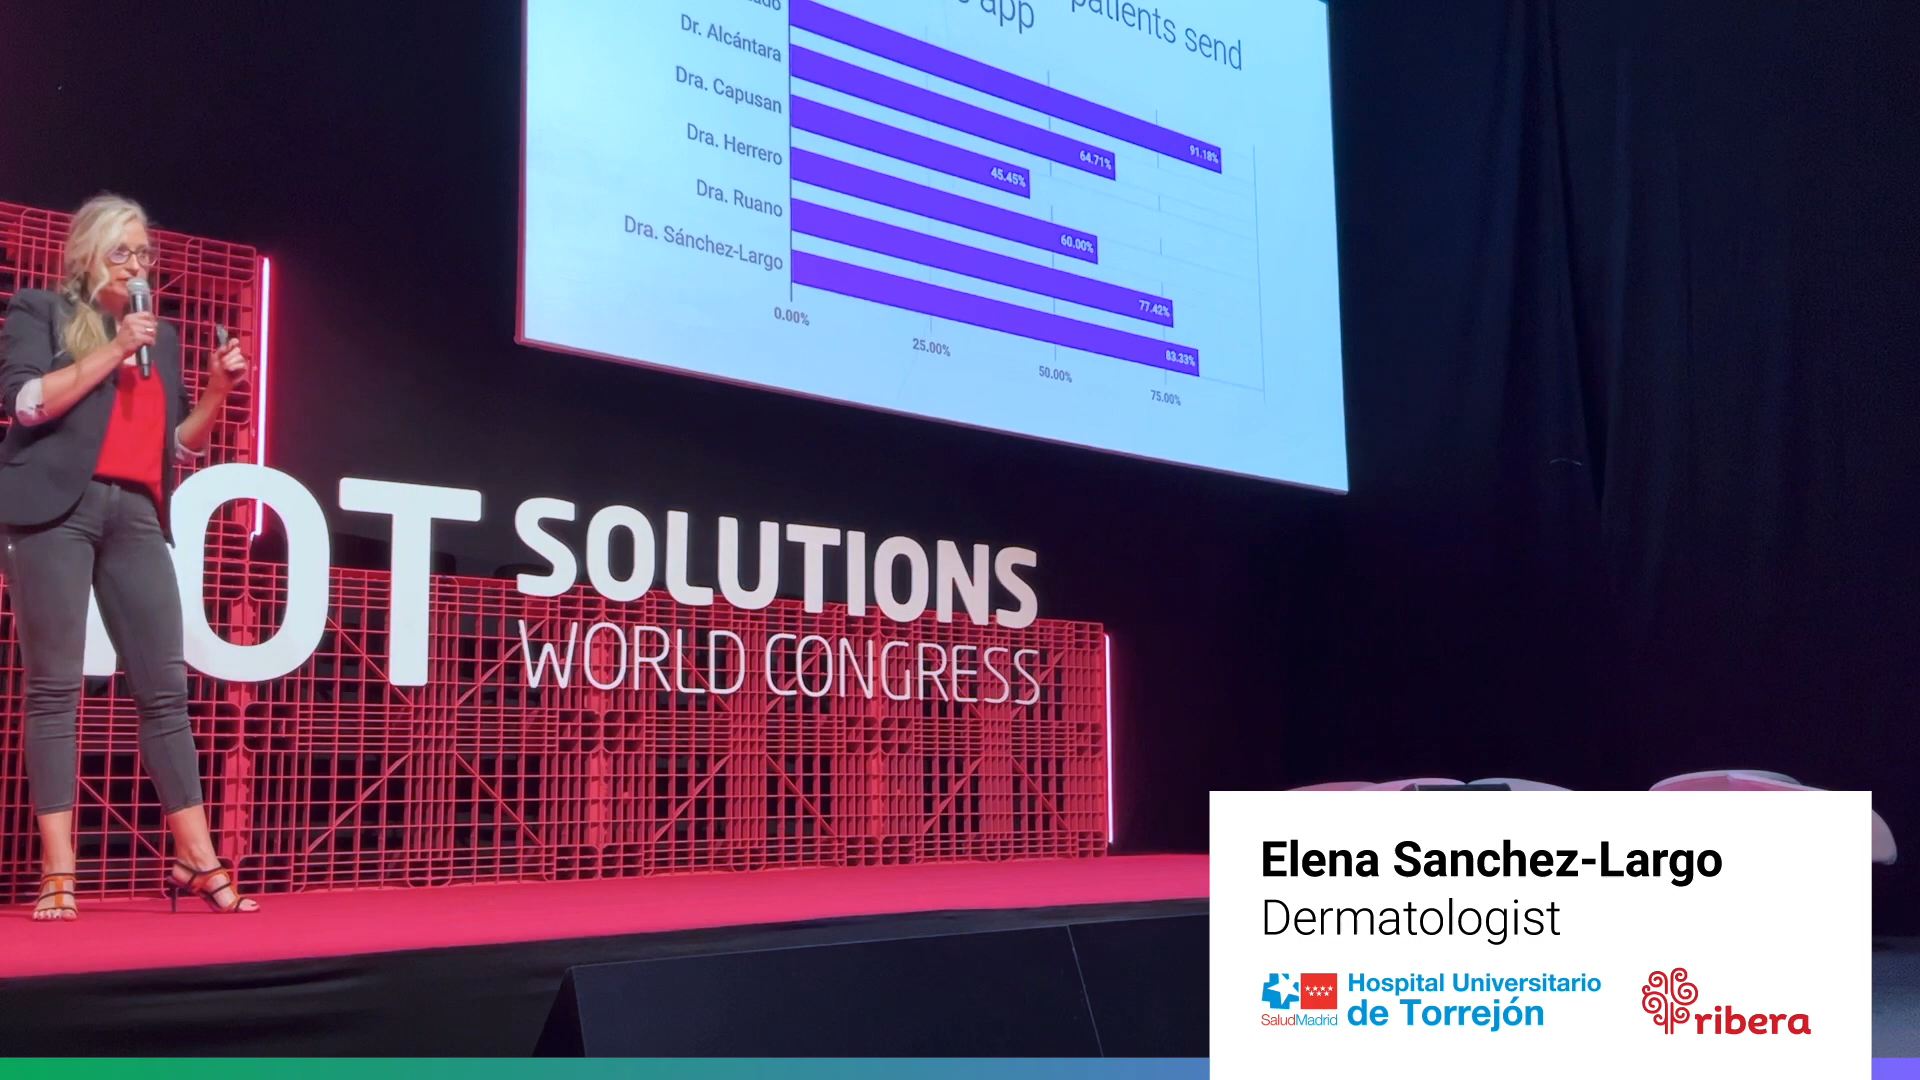 patients send
app
Dr. Alcántara
Dra. Capusan
Dra. Herrero
Dra. Ruano
Dra. Sánchez-Largo
91.18%
64.71%
45.45%
60.00%
77.42%
83.33%
0.00%
25.00%
50.00%
75.00%
IOT SOLUTIONS
WORLD CONGRESS
Elena Sanchez-Largo
Dermatologist
SaludMadrid
Hospital Universitario
de Torrejón
ribera